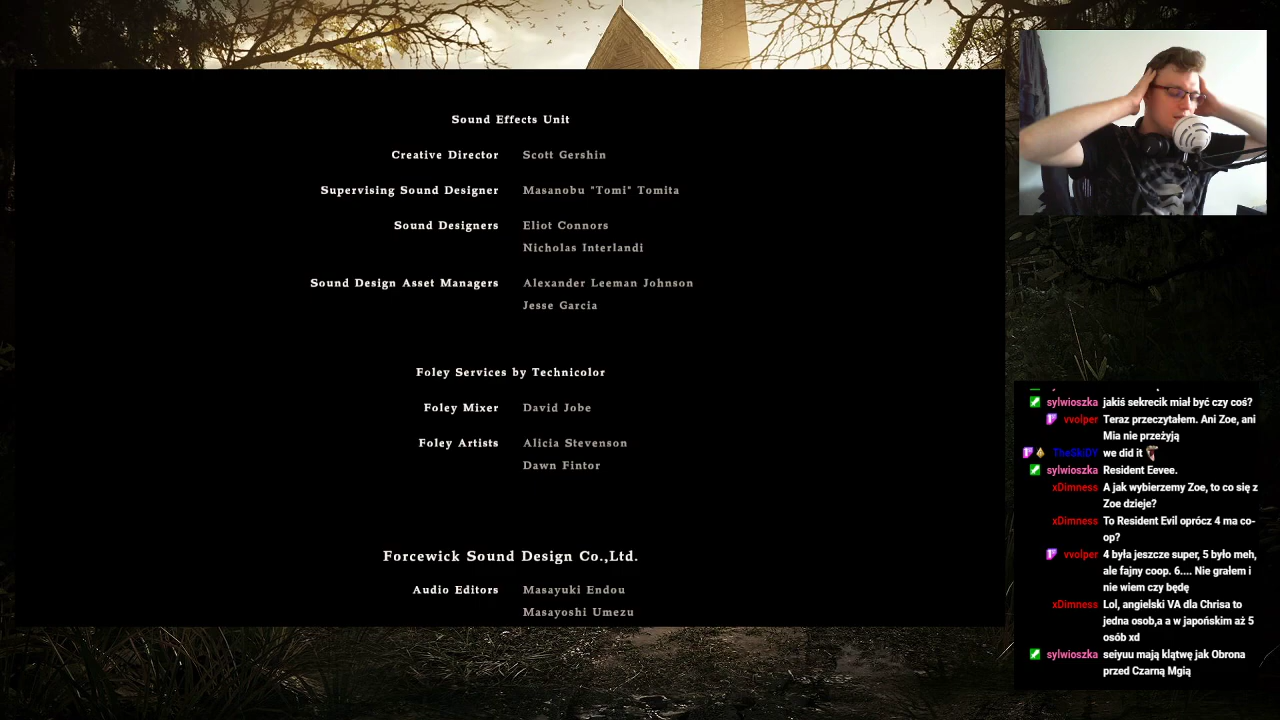 Sound Effects Unit
Creative Director Scott Gershin
Supervising Sound Designer Masanobu "Tomi" Tomita
Sound Designers Eliot Connors
Nicholas Interlandi
Sound Design Asset Managers Alexander Leeman Johnson
Jesse Garcia
Foley Services by Technicolor
Foley Mixer David Jobe
Foley Artists Alicia Stevenson
Dawn Fintor
Forcewick Sound Design Co.,Ltd.
Audio Editors Masayuki Endou
Masayoshi Umezu
sylwioszka jakiś sekrecik miał być czy coś?
vvolper Teraz przeczytałem. Ani Zoe, ani
Mia nie przeżyją
TheSkiDY we did it
sylwioszka Resident Eevee.
xDimness A jak wybierzemy Zoe, to co się z
Zoe dzieje?
xDimness To Resident Evil oprócz 4 ma co-
op?
vvolper 4 była jeszcze super, 5 było meh,
ale fajny coop. 6.... Nie grałem i
nie wiem czy będę
xDimness Lol, angielski VA dla Chrisa to
jedna osob,a a w japońskim aż 5
osób xd
sylwioszka seiyuu mają klątwę jak Obrona
przed Czarną Mgią